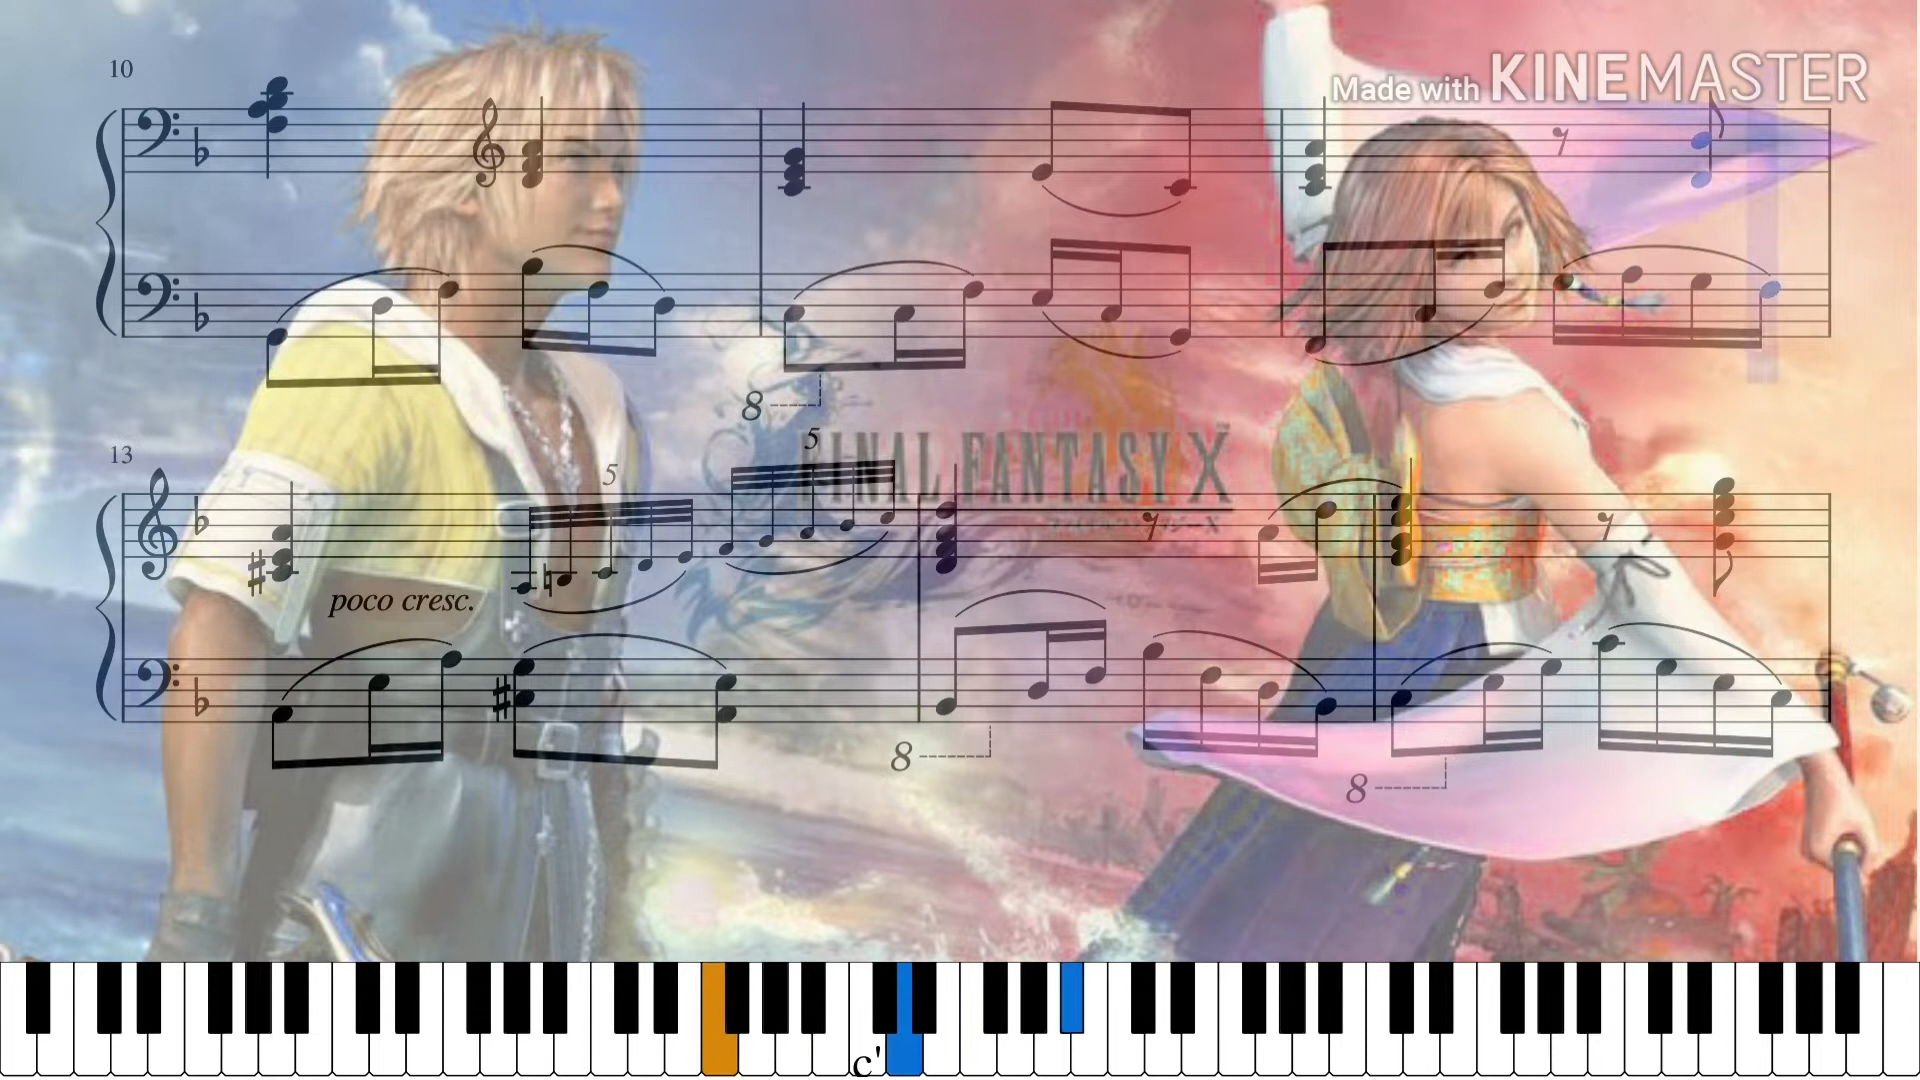 10
Made with KINEMASTER
8
13
5
5
FINAL FANTASY X
poco cresc.
8
8
c'